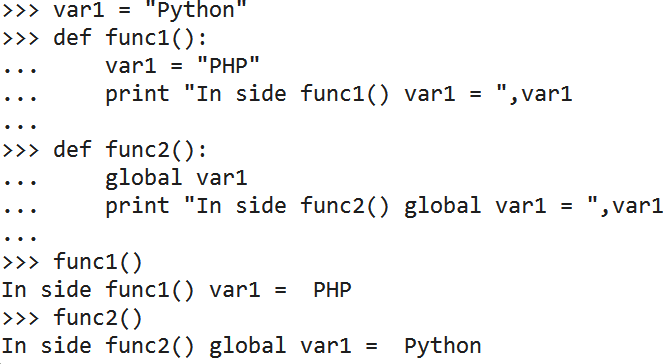 >>> var1 = "Python"
>>> def func1():
...     var1 = "PHP"
...     print "In side func1() var1 = ",var1
...
>>> def func2():
...     global var1
...     print "In side func2() global var1 = ",var1
...
>>> func1()
In side func1() var1 =  PHP
>>> func2()
In side func2() global var1 =  Python